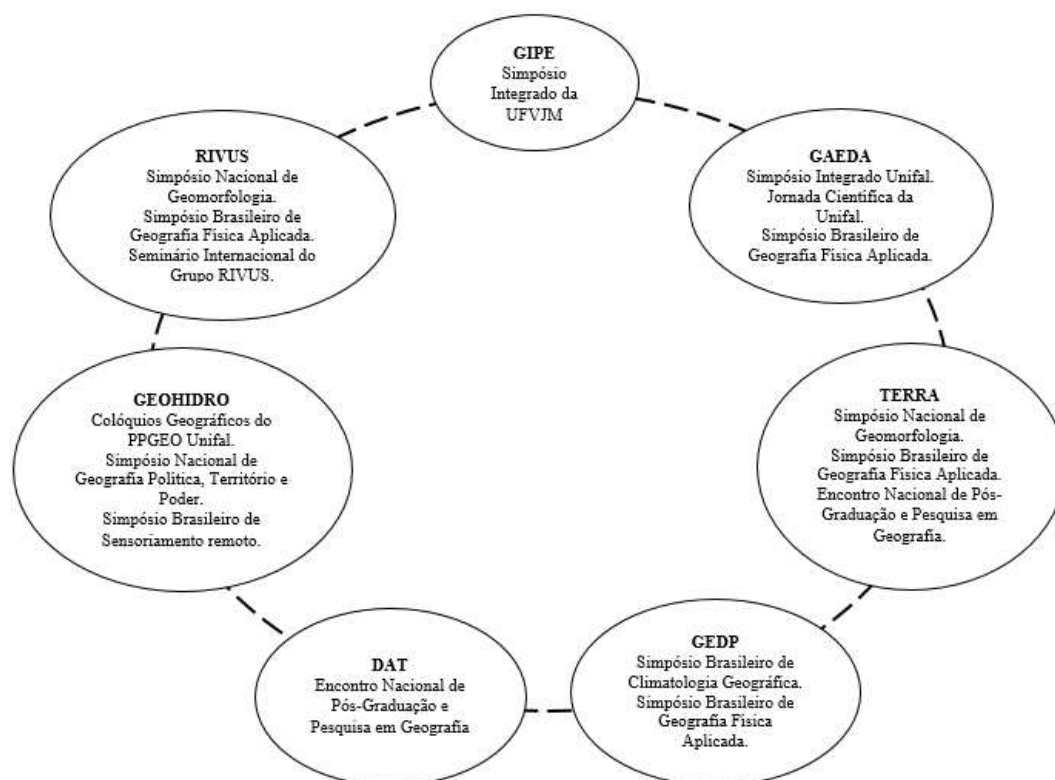 GIPE
Simpósio
Integrado da
UFVJM
RIVUS
Simpósio Nacional de
Geomorfologia.
Simpósio Brasileiro de
Geografia Física Aplicada.
Seminário Internacional do
Grupo RIVUS.
GAEDA
Simpósio Integrado Unifal.
Jornada Científica da
Unifal.
Simpósio Brasileiro de
Geografia Física Aplicada.
GEOHIDRO
Colóquios Geográficos do
PPGEO Unifal.
Simpósio Nacional de
Geografia Política, Território e
Poder.
Simpósio Brasileiro de
Sensoriamento remoto.
TERRA
Simpósio Nacional de
Geomorfologia.
Simpósio Brasileiro de
Geografia Física Aplicada.
Encontro Nacional de Pós-
Graduação e Pesquisa em
Geografia.
DAT
Encontro Nacional de
Pós-Graduação e
Pesquisa em Geografia
GEDP
Simpósio Brasileiro de
Climatologia Geográfica.
Simpósio Brasileiro de
Geografia Física
Aplicada.